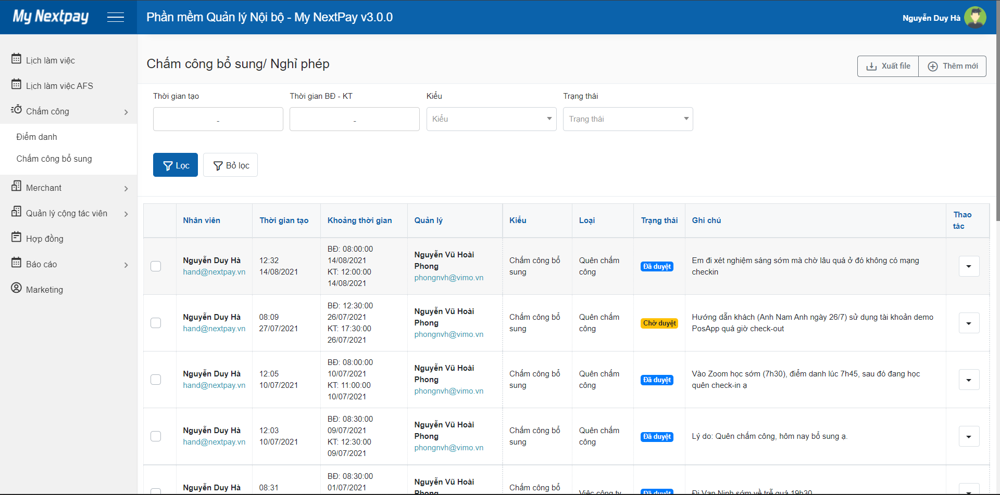 My Nextpay
Phần mềm Quản lý Nội bộ - My NextPay v3.0.0
Nguyễn Duy Hà
Lịch làm việc
Lịch làm việc AFS
Chấm công
Điểm danh
Chấm công bổ sung
Merchant
Quản lý cộng tác viên
Hợp đồng
Báo cáo
Marketing
Chấm công bổ sung/ Nghỉ phép
Xuất file
Thêm mới
Thời gian tạo
Thời gian BĐ - KT
Kiểu
Trạng thái
-
-
Kiểu
Trạng thái
Lọc
Bỏ lọc
Nhân viên
Thời gian tạo
Khoảng thời gian
Quản lý
Kiểu
Loại
Trạng thái
Ghi chú
Thao
tác
Nguyễn Duy Hà
hand@nextpay.vn
12:32
14/08/2021
BĐ: 08:00:00
14/08/2021
KT: 12:00:00
14/08/2021
Nguyễn Vũ Hoài
Phong
phongnvh@vimo.vn
Chấm công bổ
sung
Quên chấm
công
Đã duyệt
Em đi xét nghiệm sáng sớm mà chờ lâu quá ở đó không có mạng
checkin
Nguyễn Duy Hà
hand@nextpay.vn
08:09
27/07/2021
BĐ: 12:30:00
26/07/2021
KT: 17:30:00
26/07/2021
Nguyễn Vũ Hoài
Phong
phongnvh@vimo.vn
Chấm công bổ
sung
Quên chấm
công
Chờ duyệt
Hướng dẫn khách (Anh Nam Anh ngày 26/7) sử dụng tài khoản demo
PosApp quá giờ check-out
Nguyễn Duy Hà
hand@nextpay.vn
12:05
10/07/2021
BĐ: 08:00:00
10/07/2021
KT: 11:00:00
10/07/2021
Nguyễn Vũ Hoài
Phong
phongnvh@vimo.vn
Chấm công bổ
sung
Quên chấm
công
Đã duyệt
Vào Zoom học sớm (7h30), điểm danh lúc 7h45, sau đó đang học
quên check-in ạ
Nguyễn Duy Hà
hand@nextpay.vn
12:03
10/07/2021
BĐ: 08:30:00
09/07/2021
KT: 12:30:00
09/07/2021
Nguyễn Vũ Hoài
Phong
phongnvh@vimo.vn
Chấm công bổ
sung
Quên chấm
công
Đã duyệt
Lý do: Quên chấm công, hôm nay bổ sung ạ.
Nguyễn Duy Hà
08:31
BĐ: 08:30:00
01/07/2021
Nguyễn Vũ Hoài
Phong
Chấm công bổ
Việc công ty
Đã duyệt
Đi Vạn Ninh sớm về trễ quá 19h30